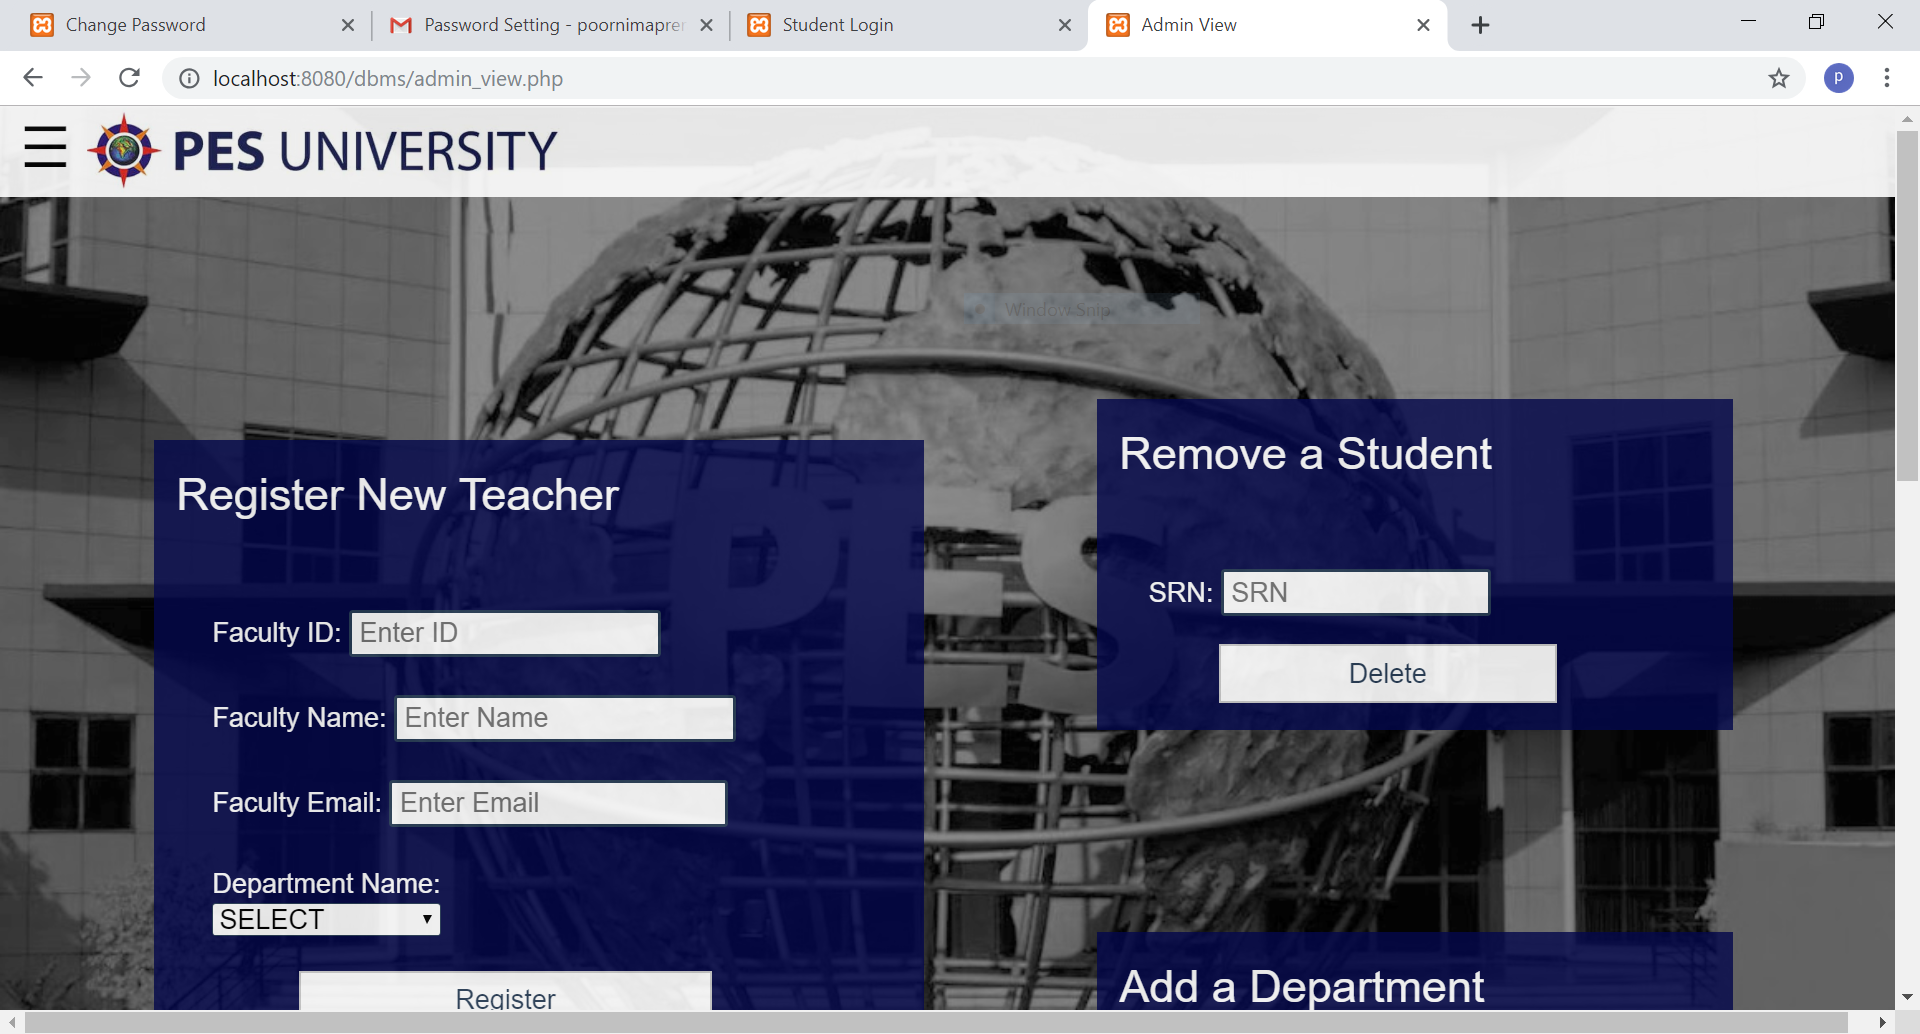 Change Password
Password Setting - poornimaprer
Student Login
Admin View
localhost:8080/dbms/admin_view.php
p
PES UNIVERSITY
Window Snip
PES
Register New Teacher
Faculty ID: Enter ID
Faculty Name: Enter Name
Faculty Email: Enter Email
Department Name:
SELECT
Register
Remove a Student
SRN: SRN
Delete
Add a Department